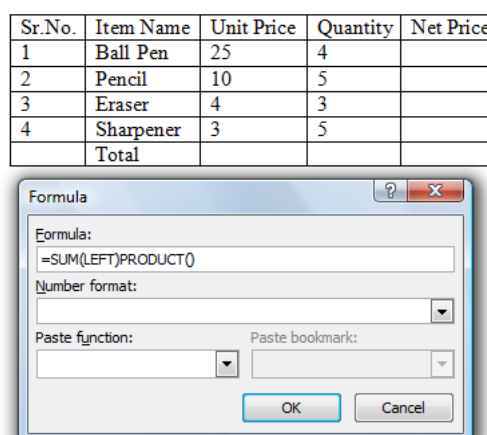 Sr.No. Item Name Unit Price Quantity Net Price
1 Ball Pen 25 4
2 Pencil 10 5
3 Eraser 4 3
4 Sharpener 3 5
Total
Formula
Formula:
=SUM(LEFT)PRODUCT()
Number format:
Paste function: Paste bookmark:
OK Cancel